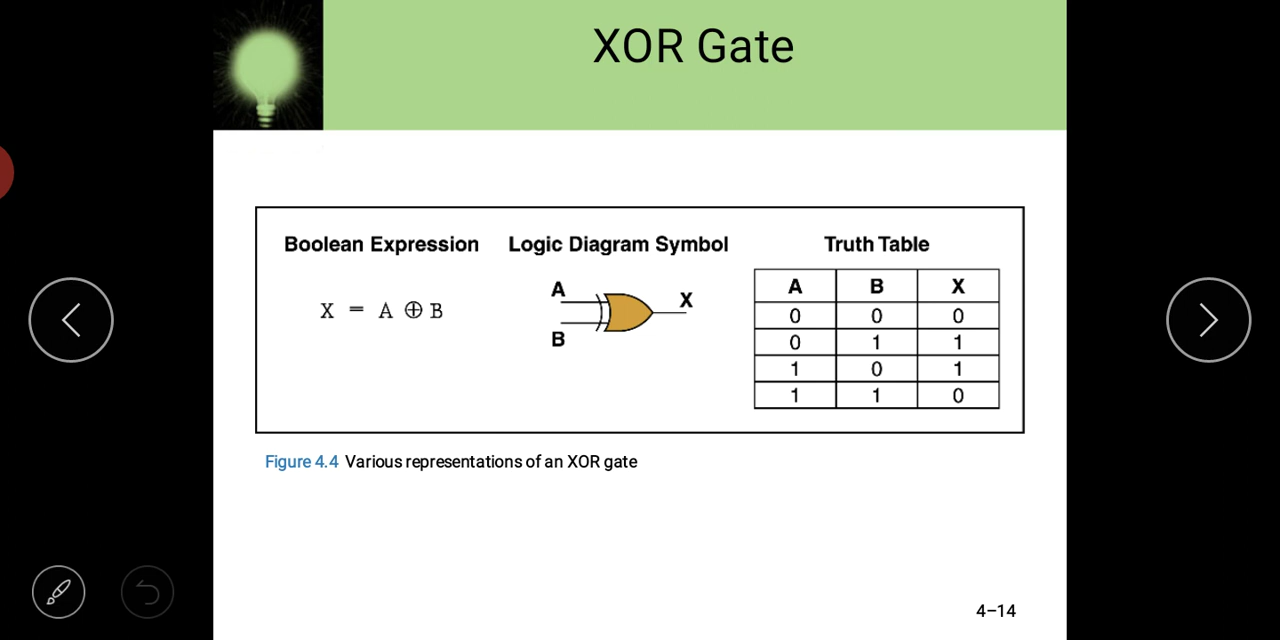 XOR Gate
Boolean Expression
X = A ⊕ B
Logic Diagram Symbol
A
B
X
Truth Table
A B X
0 0 0
0 1 1
1 0 1
1 1 0
Figure 4.4 Various representations of an XOR gate
4–14